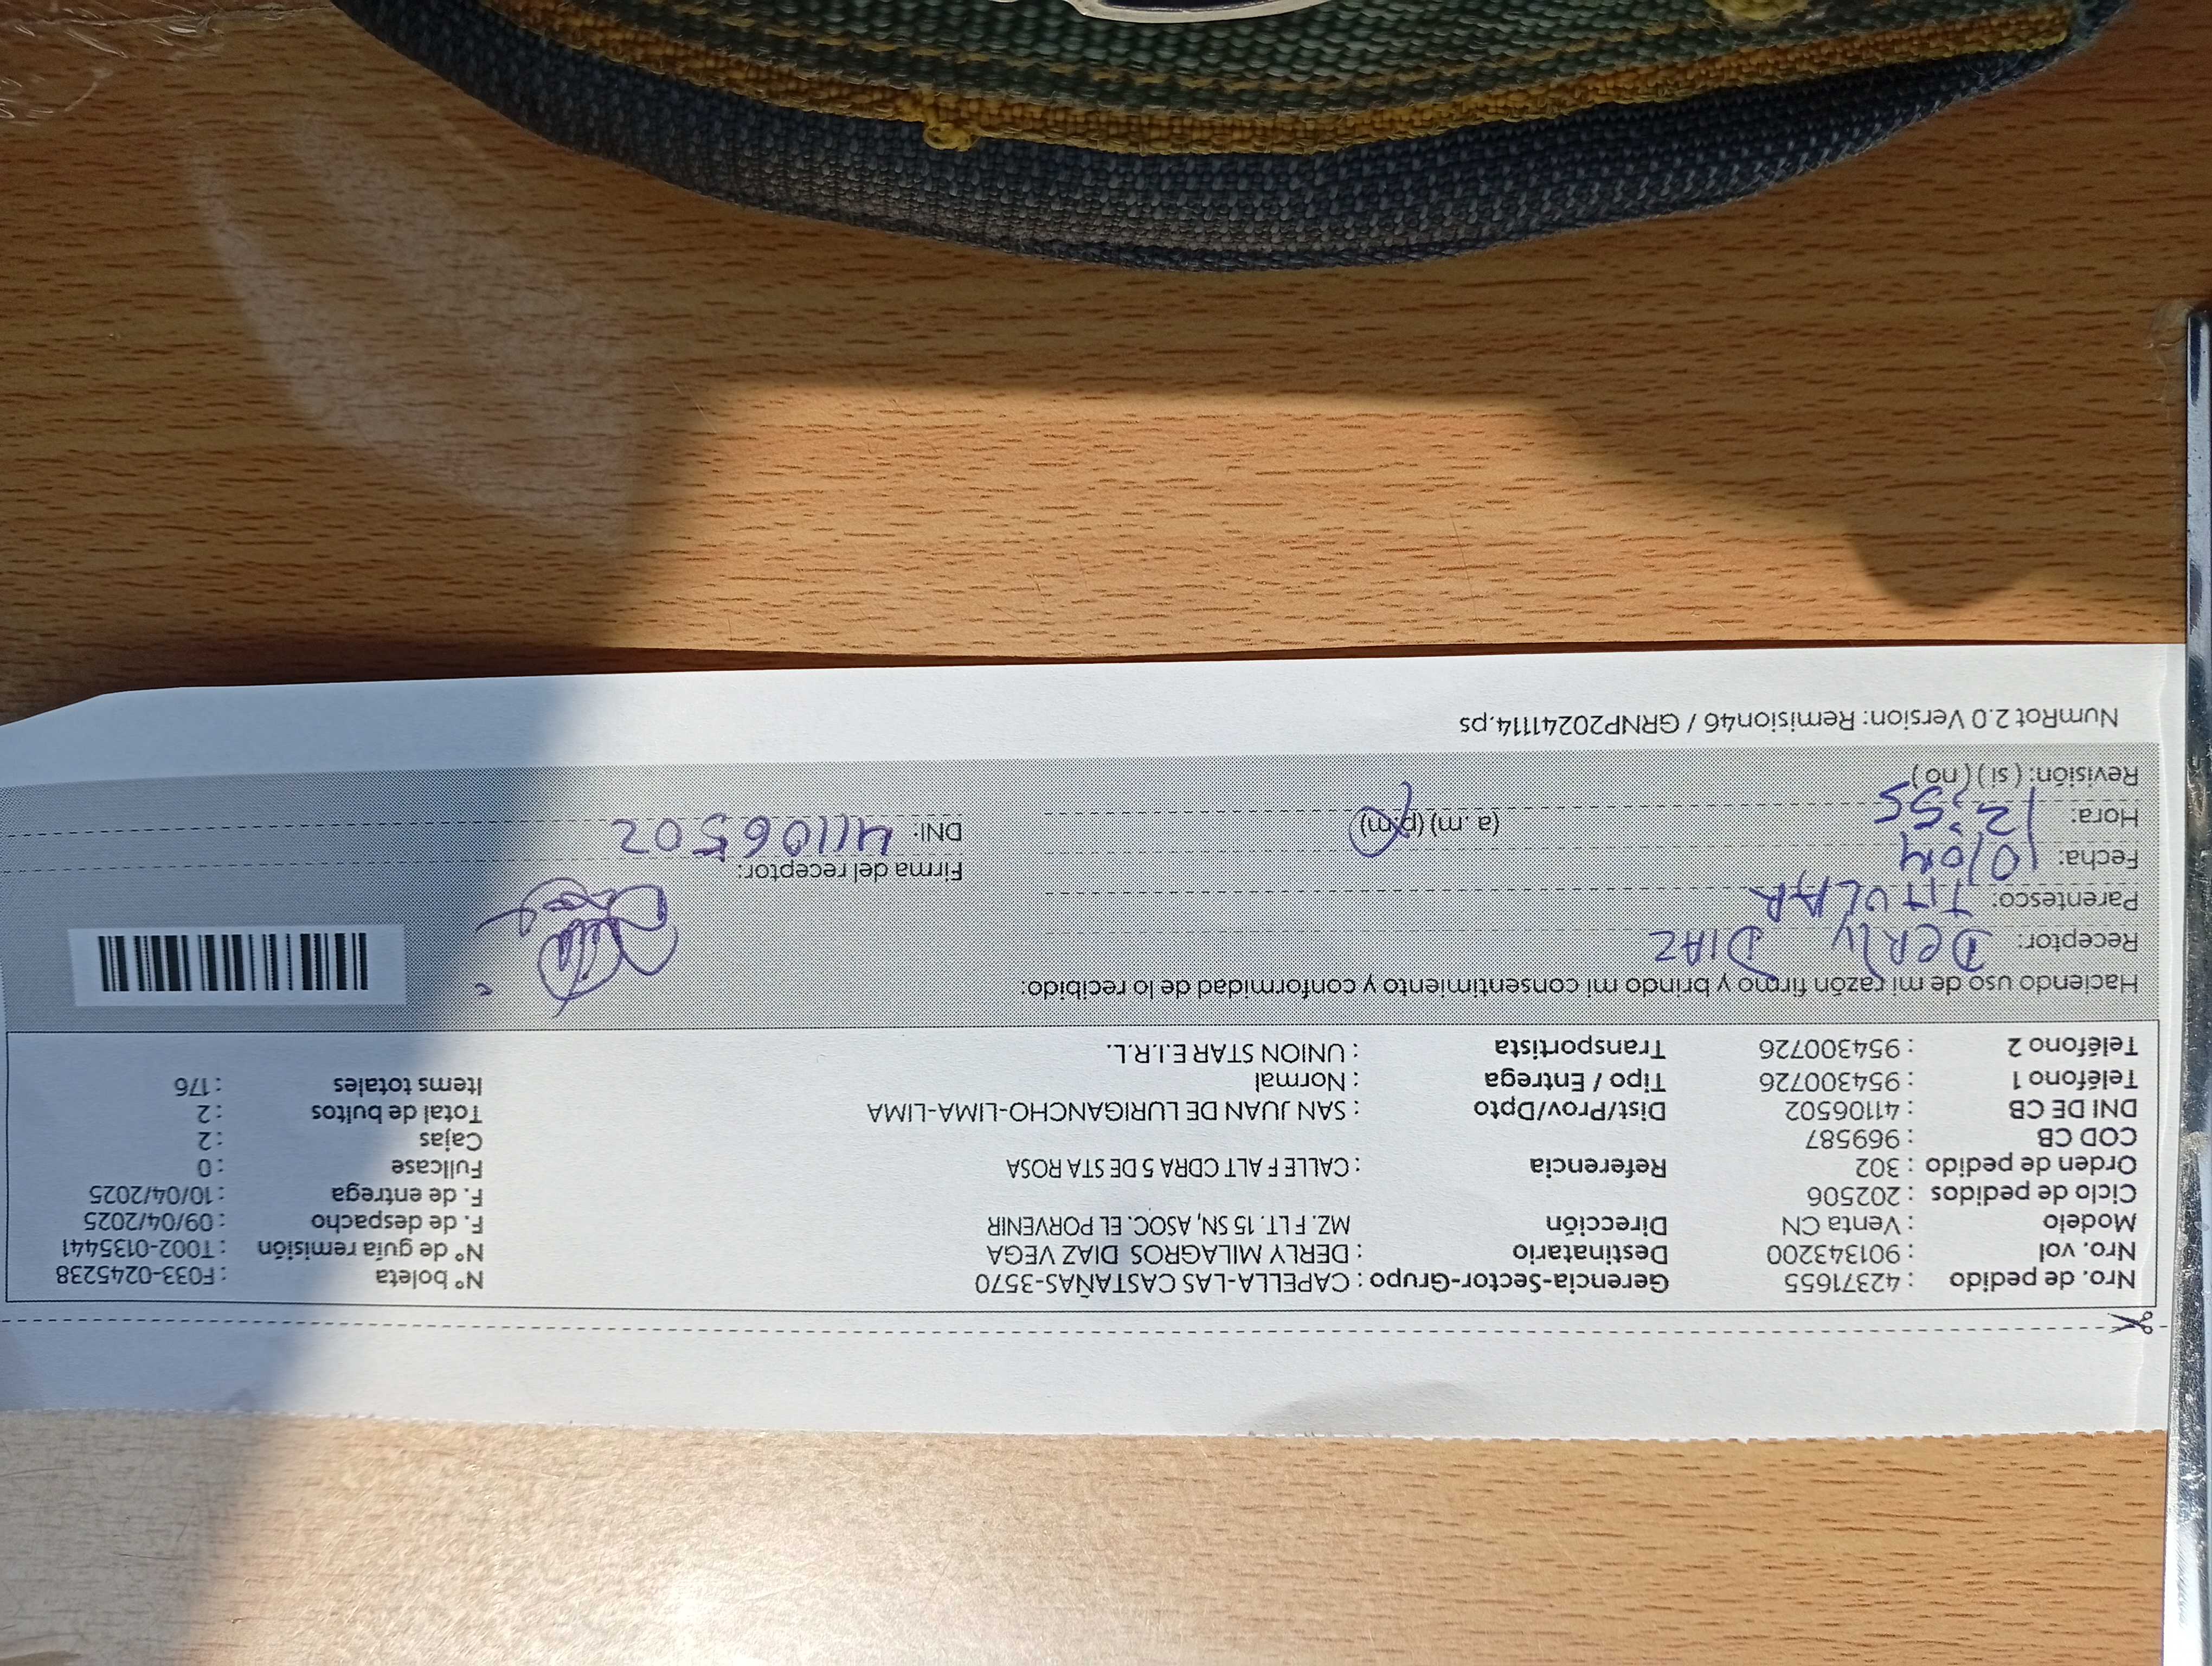 Nro. de pedido : 42371655 Gerencia-Sector-Grupo : CAPELLA-LAS CASTAÑAS-3570 N° boleta : F033-0245238
Nro. vol : 901343200 Destinatario : DERLY MILAGROS DIAZ VEGA N° de guía remisión : T002-0135441
Modelo : Venta CN Dirección MZ. F LT. 15 SN, ASOC. EL PORVENIR F. de despacho : 09/04/2025
Ciclo de pedidos : 202506 F. de entrega : 10/04/2025
Orden de pedido : 302 Referencia : CALLE F ALT CDRA 5 DE STA ROSA Fullcase : 0
COD CB : 969587 Cajas : 2
DNI DE CB : 41106502 Dist/Prov/Dpto : SAN JUAN DE LURIGANCHO-LIMA-LIMA Total de bultos : 2
Teléfono 1 : 954300726 Tipo / Entrega : Normal Items totales : 176
Teléfono 2 : 954300726 Transportista : UNION STAR E.I.R.L.
Haciendo uso de mi razón firmo y brindo mi consentimiento y conformidad de lo recibido:
Receptor: DERLY DIAZ
Parentesco: TITULAR
Fecha: 10/04 Firma del receptor:
Hora: 12:55 (a. m) (p.m) DNI: 41106502
Revisión: ( si ) ( no )
NumRot 2.0 Version: Remision46 / GRNP20241114.ps